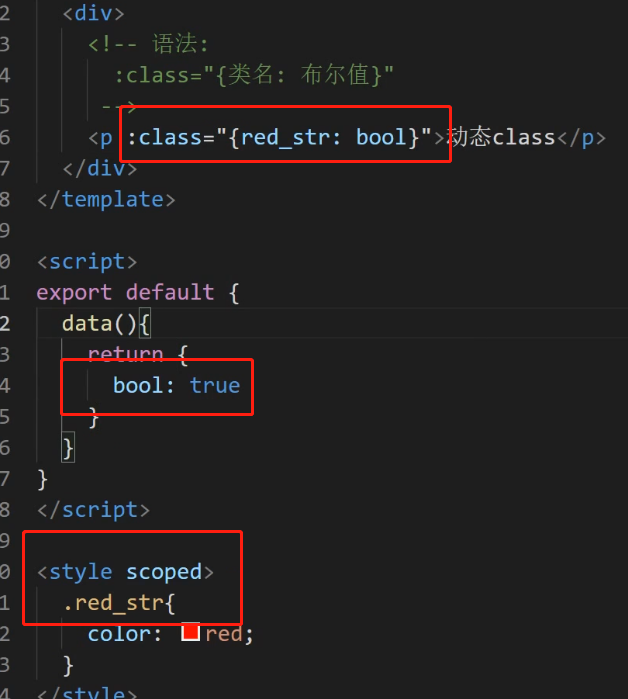 2 <div>
3 <!-- 语法:
4 :class="{类名: 布尔值}"
5 -->
6 <p :class="{red_str: bool}">动态class</p>
7 </div>
8 </template>
9
0 <script>
1 export default {
2 data(){
3 return {
4 bool: true
5 }
6 }
7 }
8 </script>
9
0 <style scoped>
1 .red_str{
2 color: red;
3 }
4 </style>